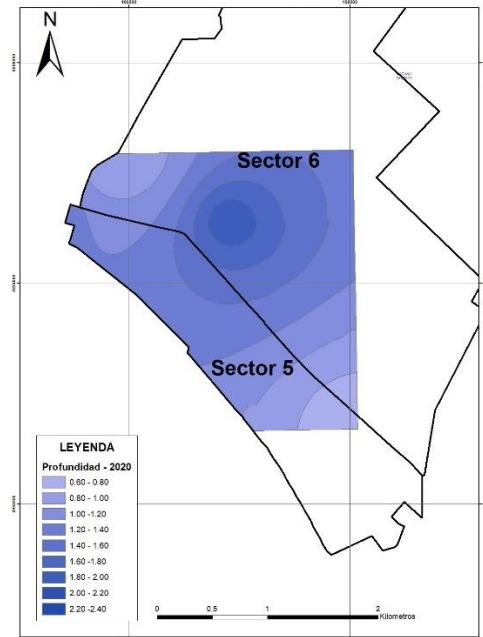 N
Sector 6
Sector 5
LEYENDA
Profundidad - 2020
0.60 - 0.80
0.80 - 1.00
1.00 -1.20
1.20 - 1.40
1.40 - 1.60
1.60 -1.80
1.80 - 2.00
2.00 - 2.20
2.20 -2.40
0 0.5 1 2
Kilometros